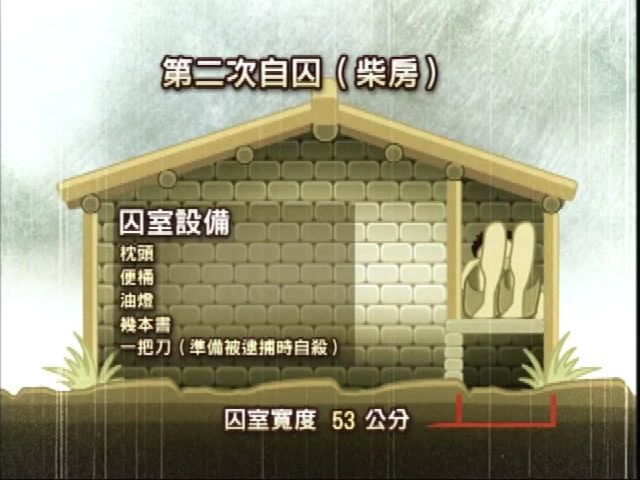 第二次自囚（柴房）
囚室設備
枕頭
便桶
油燈
幾本書
一把刀（準備被逮捕時自殺）
囚室寬度 53 公分